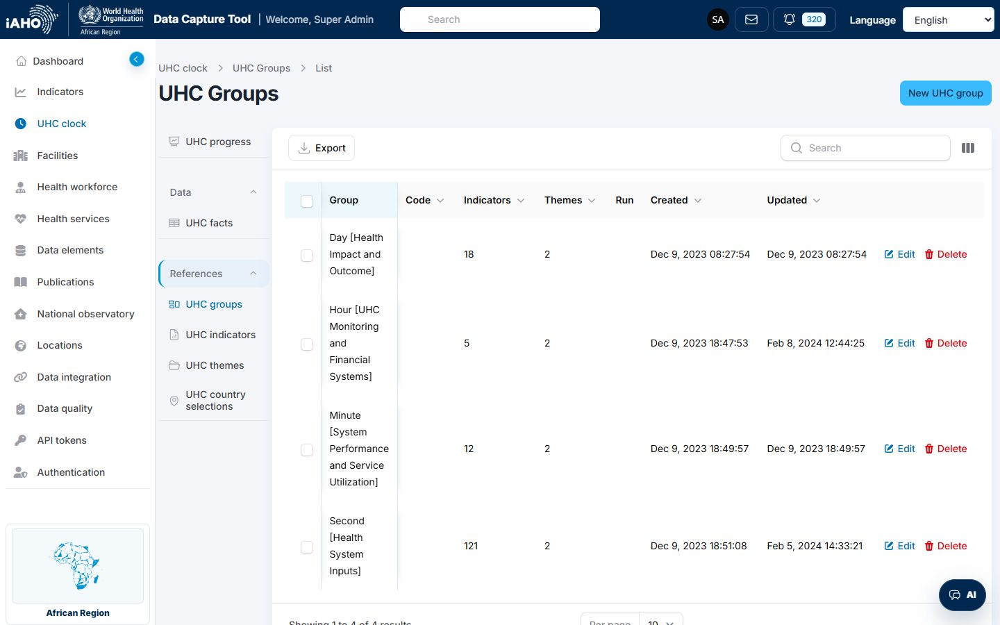 iAHO
World Health
Organization
African Region
Data Capture Tool
Welcome, Super Admin
Search
SA
320
Language
English
Dashboard
Indicators
UHC clock
Facilities
Health workforce
Health services
Data elements
Publications
National observatory
Locations
Data integration
Data quality
API tokens
Authentication
African Region
UHC clock
UHC Groups
List
UHC Groups
New UHC group
UHC progress
Data
UHC facts
References
UHC groups
UHC indicators
UHC themes
UHC country
selections
Export
Search
Group Code Indicators Themes Run Created Updated
Day [Health
Impact and
Outcome]
18 2 Dec 9, 2023 08:27:54 Dec 9, 2023 08:27:54 Edit Delete
Hour [UHC
Monitoring
and
Financial
Systems]
5 2 Dec 9, 2023 18:47:53 Feb 8, 2024 12:44:25 Edit Delete
Minute
[System
Performance
and Service
Utilization]
12 2 Dec 9, 2023 18:49:57 Dec 9, 2023 18:49:57 Edit Delete
Second
[Health
System
Inputs]
121 2 Dec 9, 2023 18:51:08 Feb 5, 2024 14:33:21 Edit Delete
AI
Showing 1 to 4 of 4 results
Per page 10